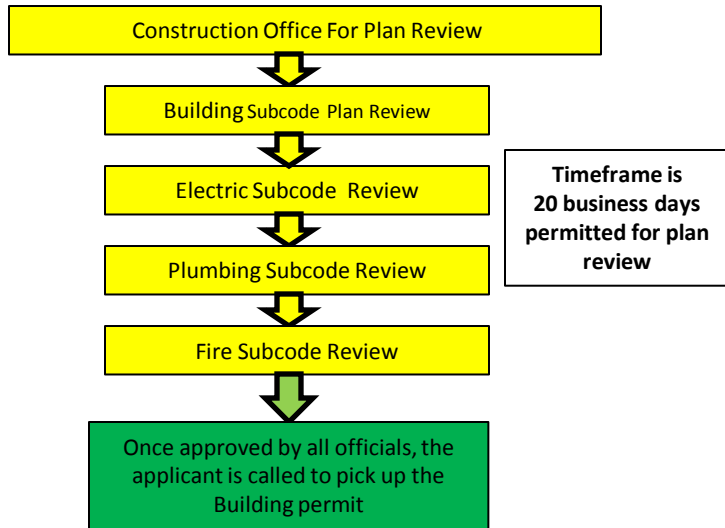 Construction Office For Plan Review
Building Subcode Plan Review
Electric Subcode Review
Timeframe is
20 business days
permitted for plan
review
Plumbing Subcode Review
Fire Subcode Review
Once approved by all officials, the
applicant is called to pick up the
Building permit